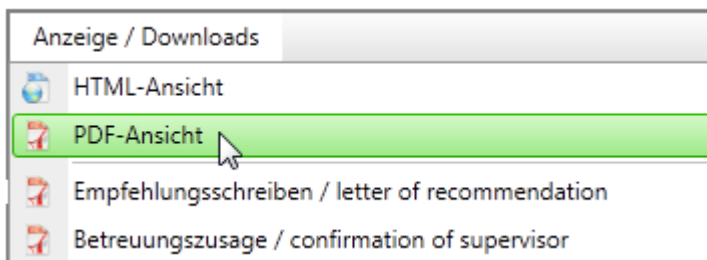 Anzeige / Downloads
HTML-Ansicht
PDF-Ansicht
Empfehlungsschreiben / letter of recommendation
Betreuungszusage / confirmation of supervisor